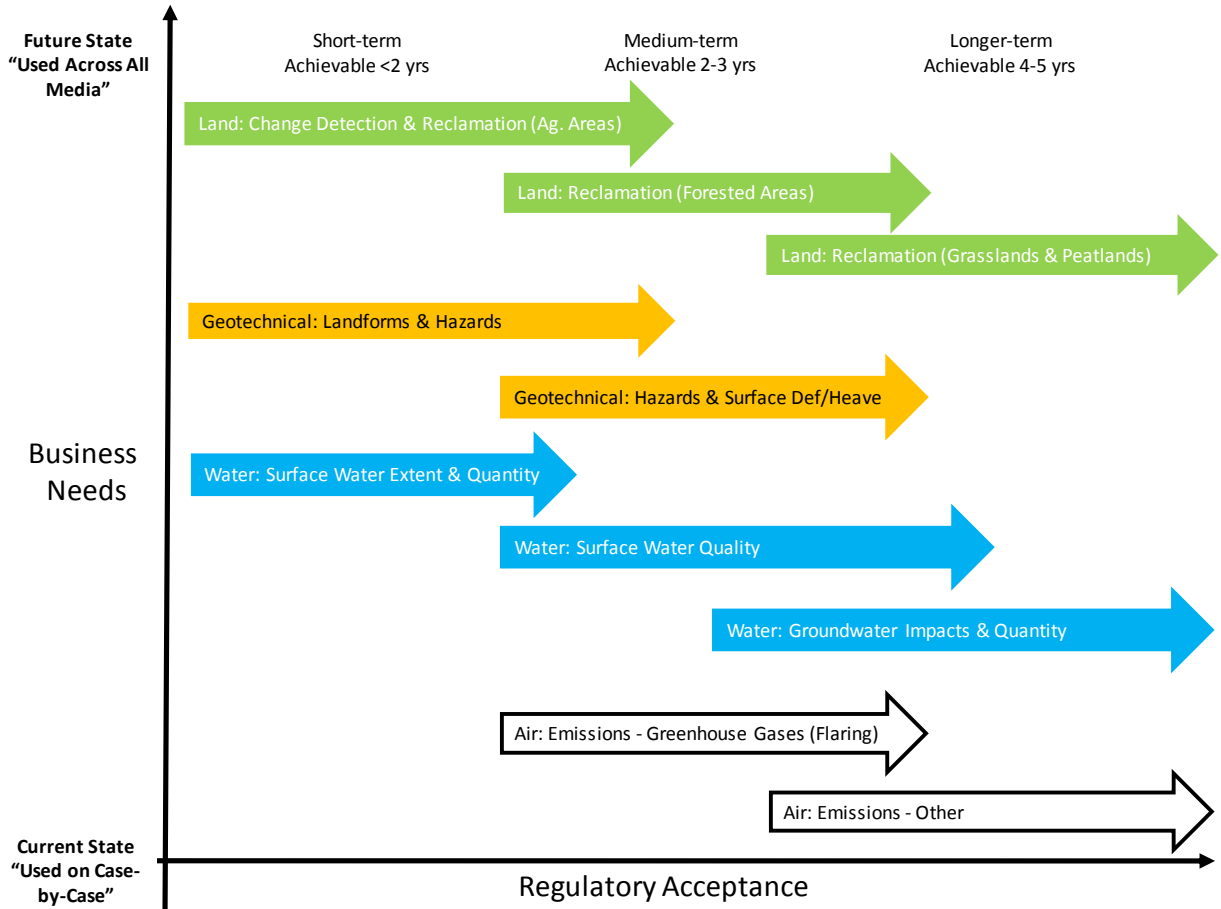 Future State
"Used Across All
Media"
Short-term
Achievable <2 yrs
Medium-term
Achievable 2-3 yrs
Longer-term
Achievable 4-5 yrs
Land: Change Detection & Reclamation (Ag. Areas)
Land: Reclamation (Forested Areas)
Land: Reclamation (Grasslands & Peatlands)
Geotechnical: Landforms & Hazards
Geotechnical: Hazards & Surface Def/Heave
Business
Needs
Water: Surface Water Extent & Quantity
Water: Surface Water Quality
Water: Groundwater Impacts & Quantity
Air: Emissions - Greenhouse Gases (Flaring)
Air: Emissions - Other
Current State
"Used on Case-
by-Case"
Regulatory Acceptance